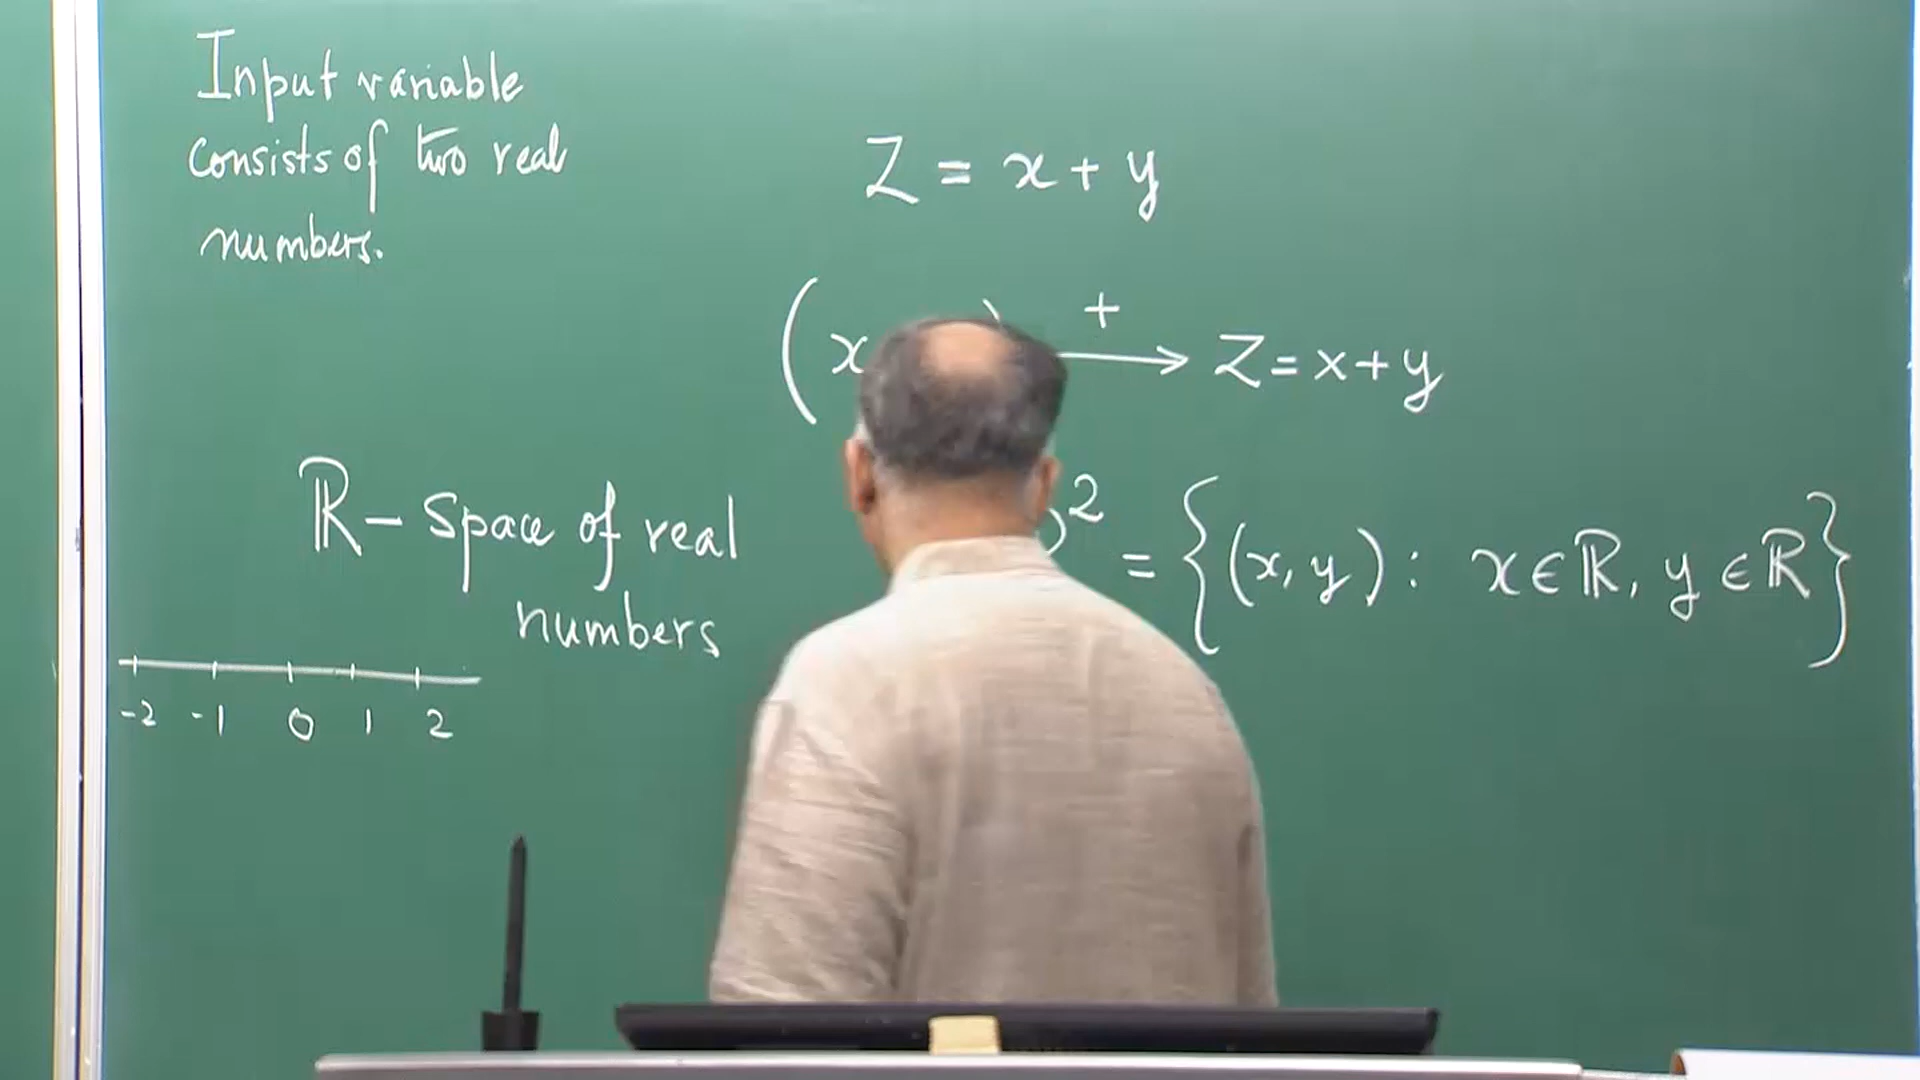 Input variable
consists of two real
numbers.
Z = x + y
(x
+
⟶ Z = x + y
ℝ – space of real
numbers
)² = {(x, y) : x ∈ ℝ, y ∈ ℝ}
-2 -1 0 1 2